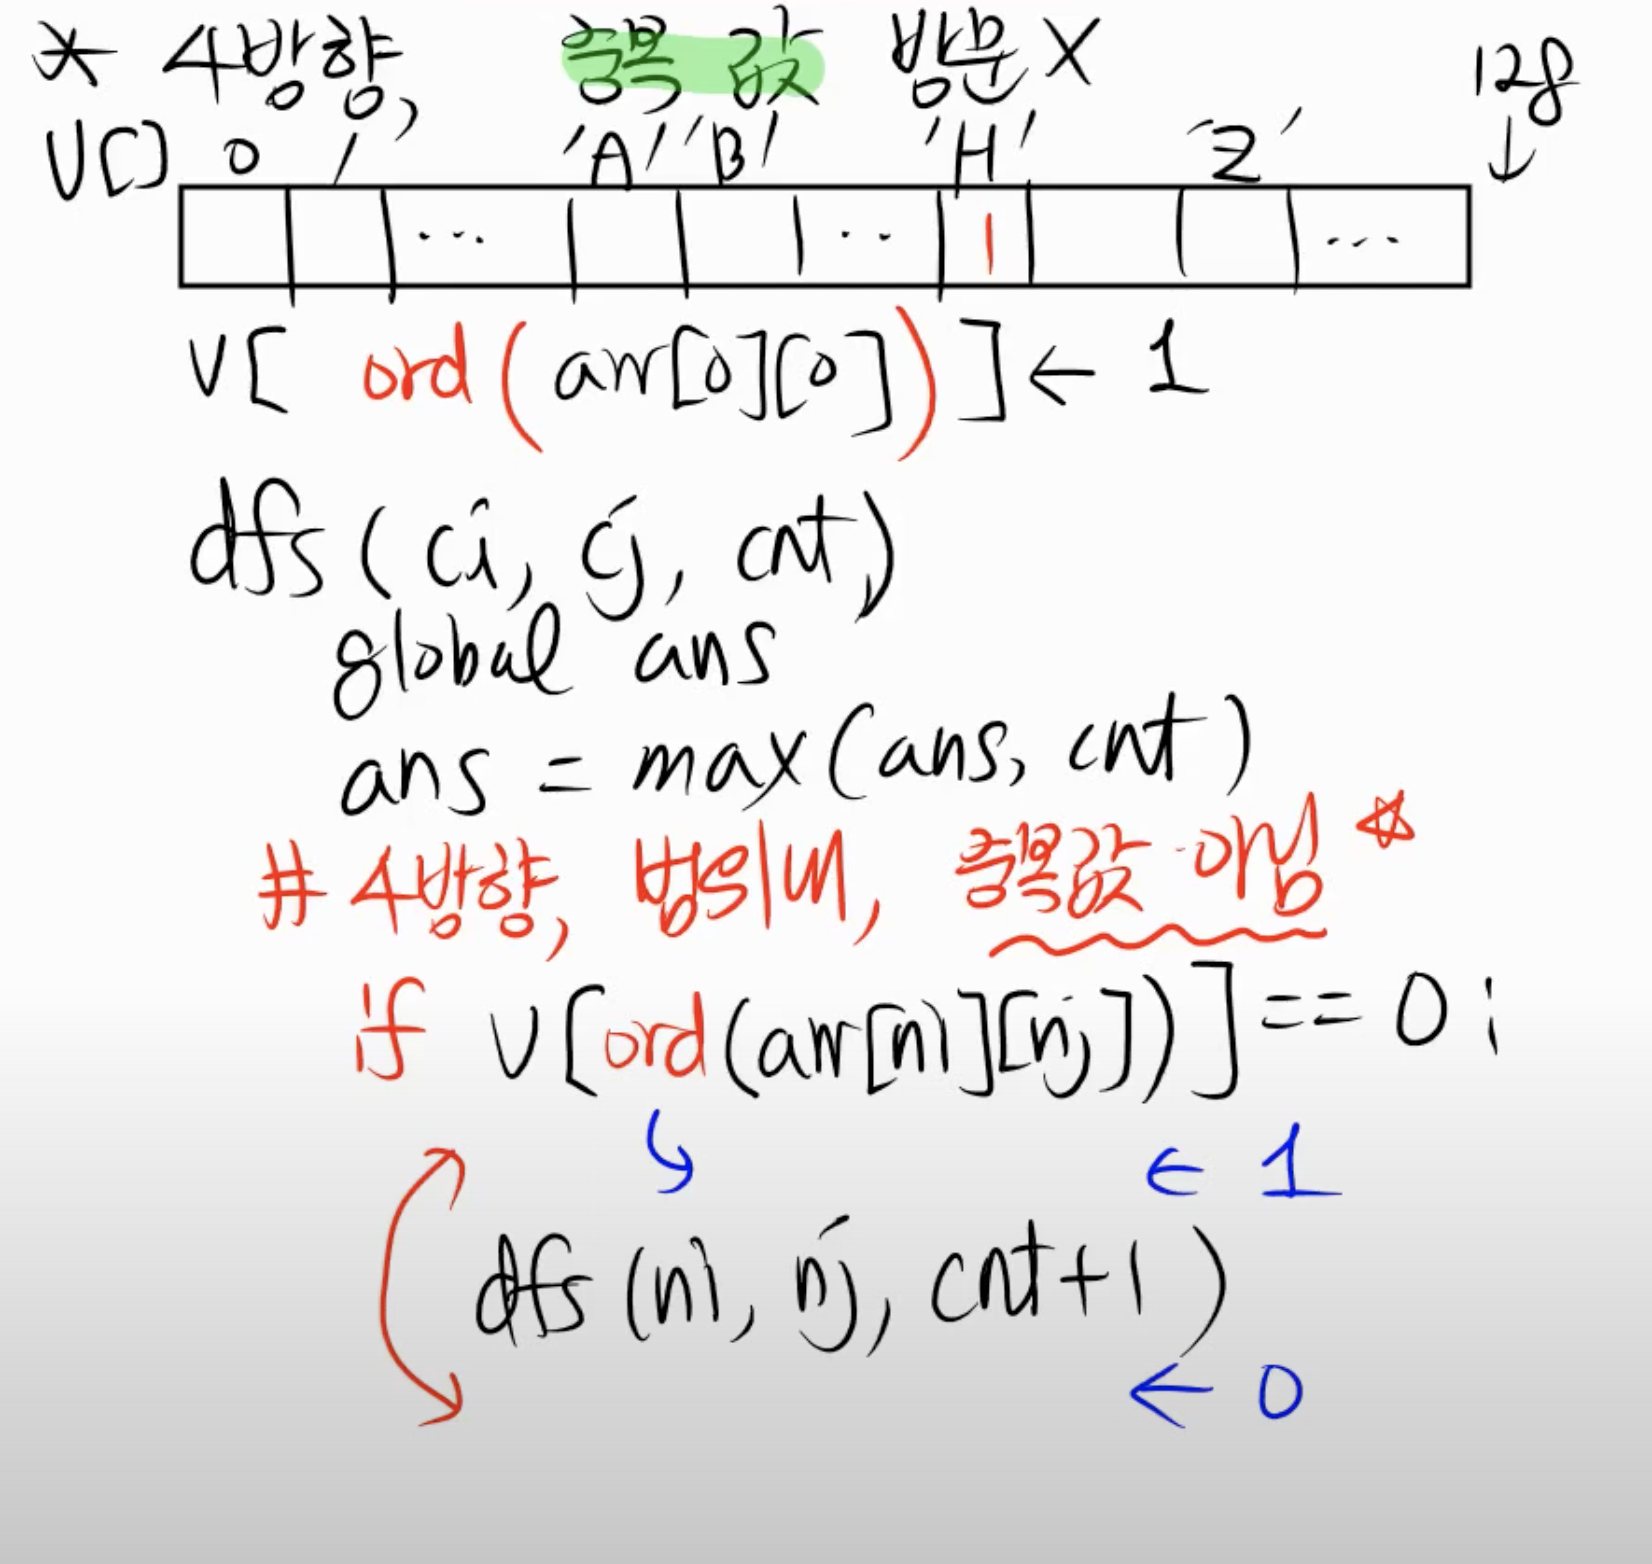 * 4방향, 중복 값 방문X 128
V[] 0 1 'A' 'B' 'H' 'Z' ↓
... .. 1 ...
V[ ord(arr[0][0]) ] ← 1
dfs(ci, cj, cnt)
global ans
ans = max(ans, cnt)
# 4방향, 범위내, 중복값 아님 ☆
if V[ord(arr[ni][nj])] == 0 :
↳ ← 1
dfs(ni, nj, cnt+1)
← 0